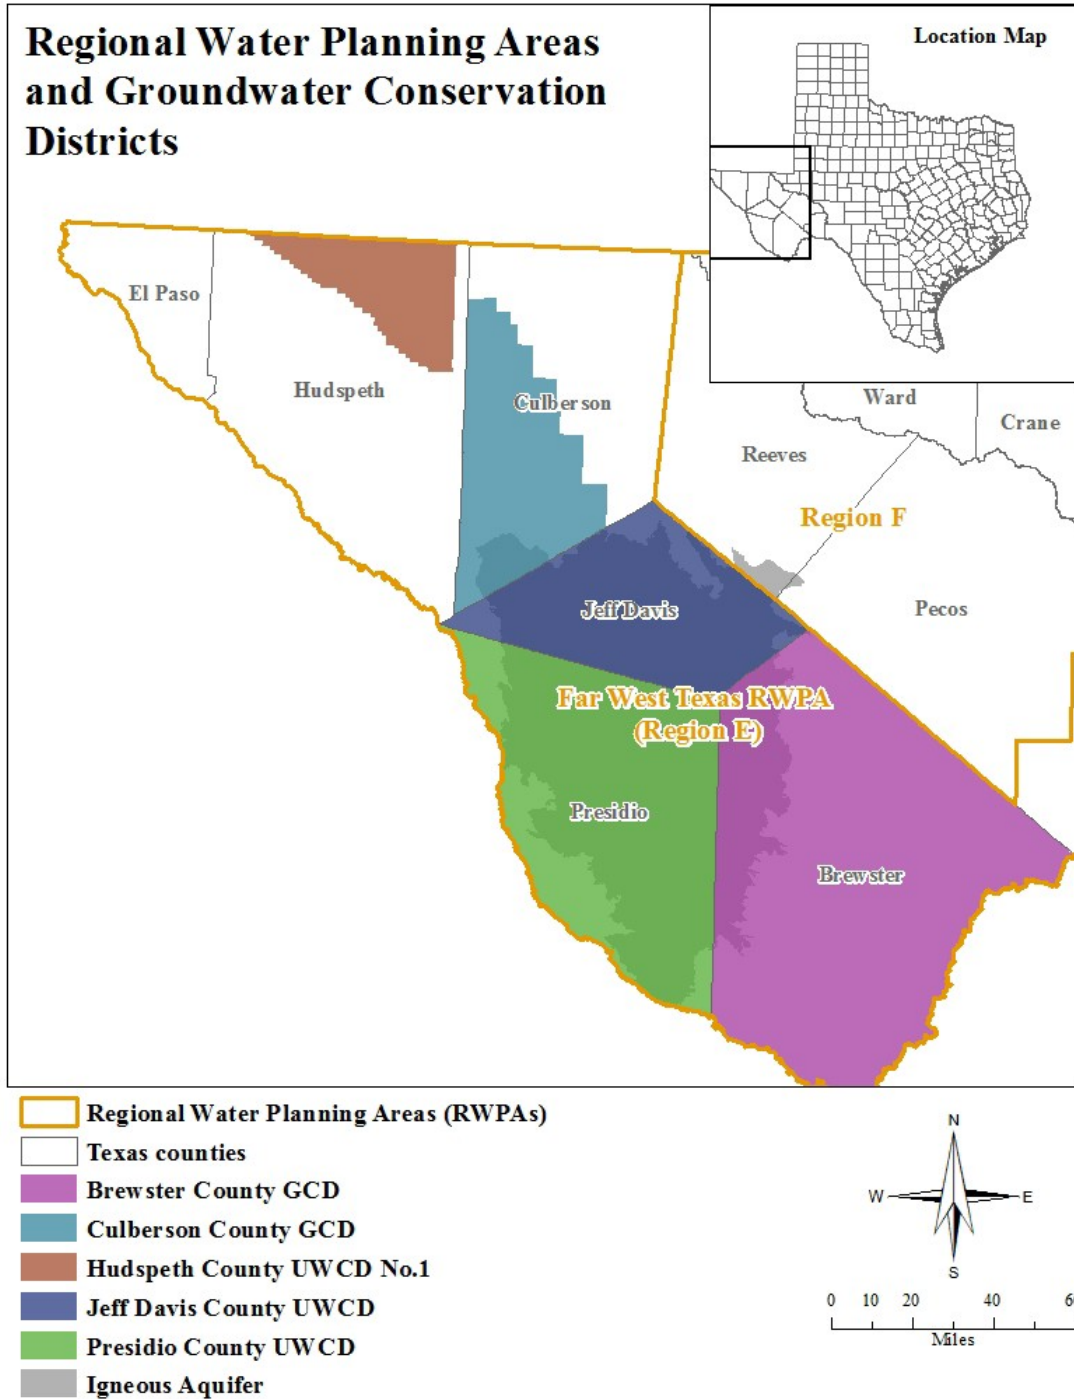 Regional Water Planning Areas
and Groundwater Conservation
Districts
Location Map
El Paso
Hudspeth
Culberson
Ward
Crane
Reeves
Region F
Jeff Davis
Pecos
Far West Texas RWPA
(Region E)
Presidio
Brewster
Regional Water Planning Areas (RWPAs)
Texas counties
Brewster County GCD
Culberson County GCD
Hudspeth County UWCD No.1
Jeff Davis County UWCD
Presidio County UWCD
Igneous Aquifer
N
W E
S
0 10 20 40
Miles